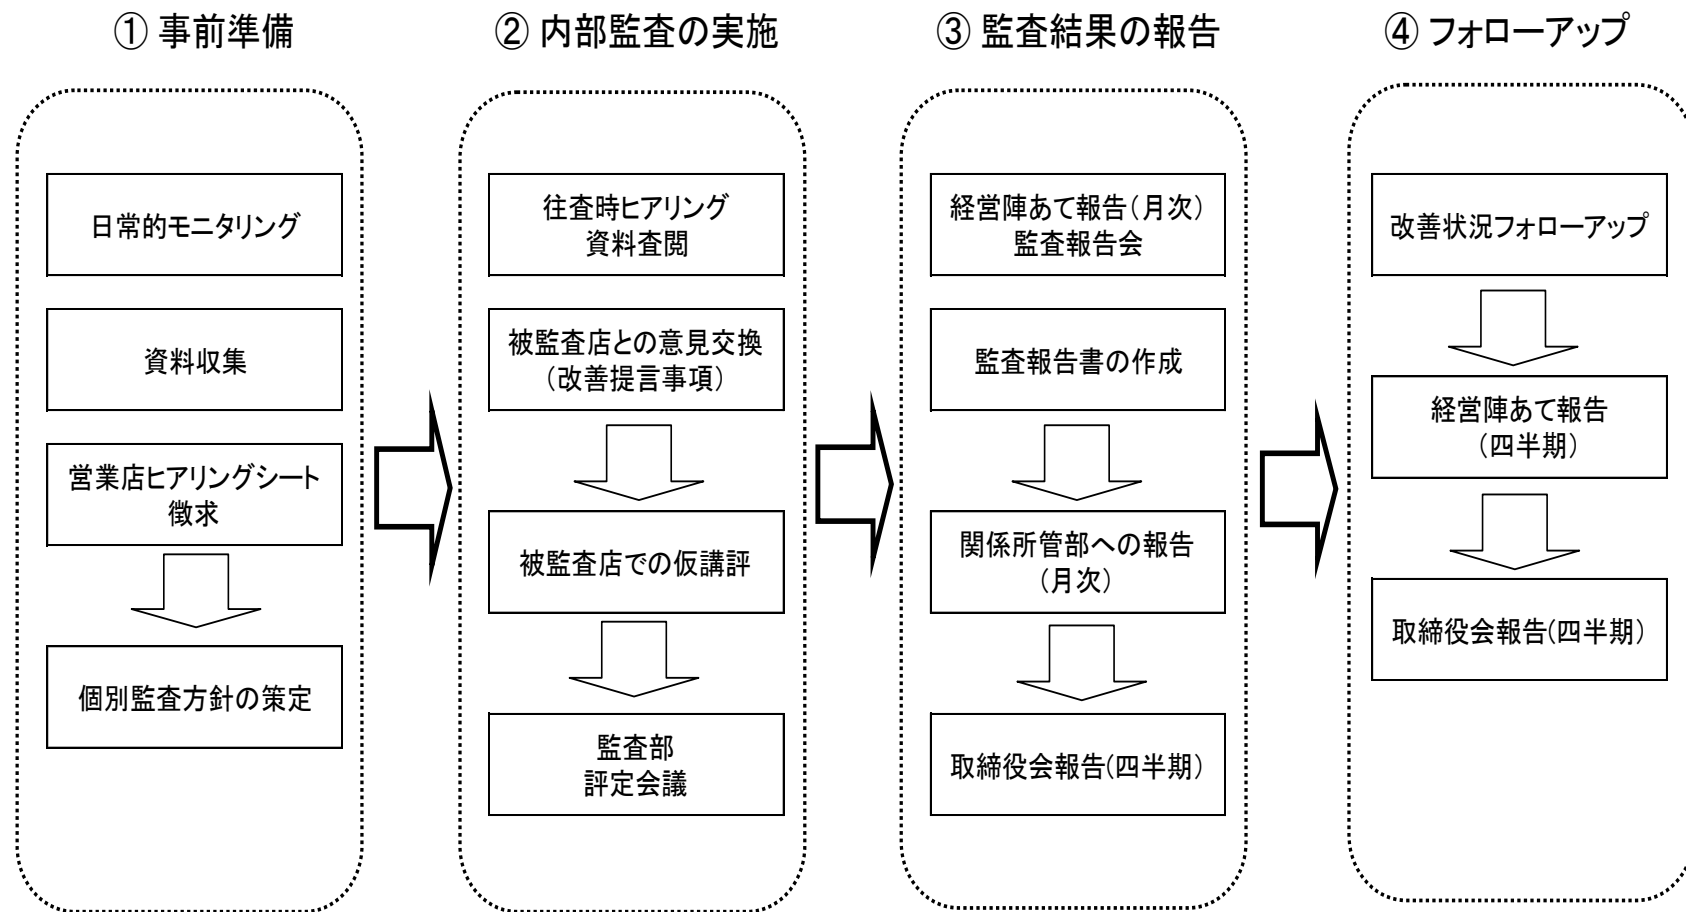 ① 事前準備
日常的モニタリング
資料収集
営業店ヒアリングシート
徴求
個別監査方針の策定
② 内部監査の実施
往査時ヒアリング
資料査閲
被監査店との意見交換
(改善提言事項)
被監査店での仮講評
監査部
評定会議
③ 監査結果の報告
経営陣あて報告(月次)
監査報告会
監査報告書の作成
関係所管部への報告
(月次)
取締役会報告(四半期)
④ フォローアップ
改善状況フォローアップ
経営陣あて報告
(四半期)
取締役会報告(四半期)